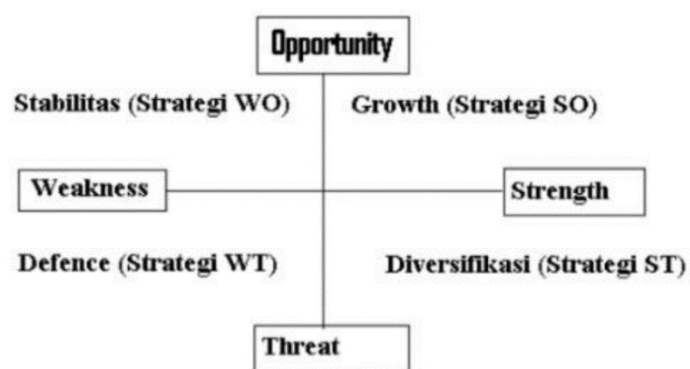 Opportunity
Stabilitas (Strategi WO) Growth (Strategi SO)
Weakness Strength
Defence (Strategi WT) Diversifikasi (Strategi ST)
Threat